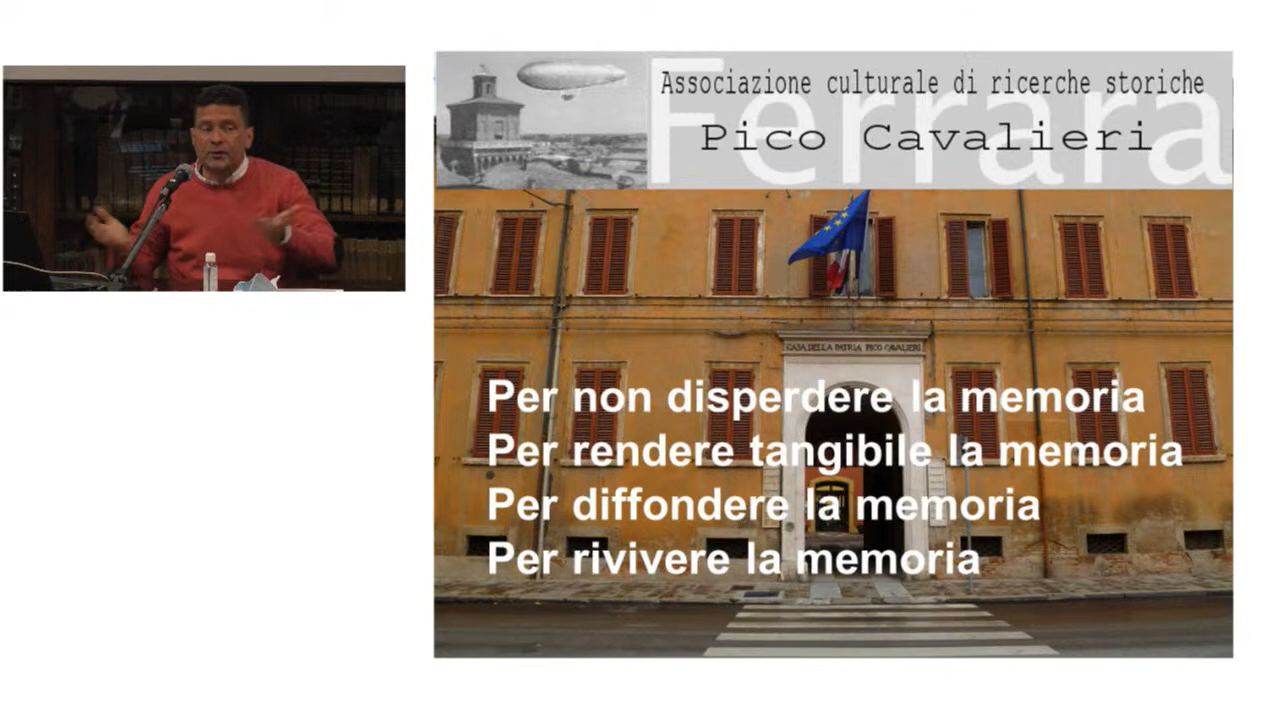 Associazione culturale di ricerche storiche
Pico Cavalieri
Ferrara
CASA DELLA PATRIA PICO CAVALIERI
Per non disperdere la memoria
Per rendere tangibile la memoria
Per diffondere la memoria
Per rivivere la memoria